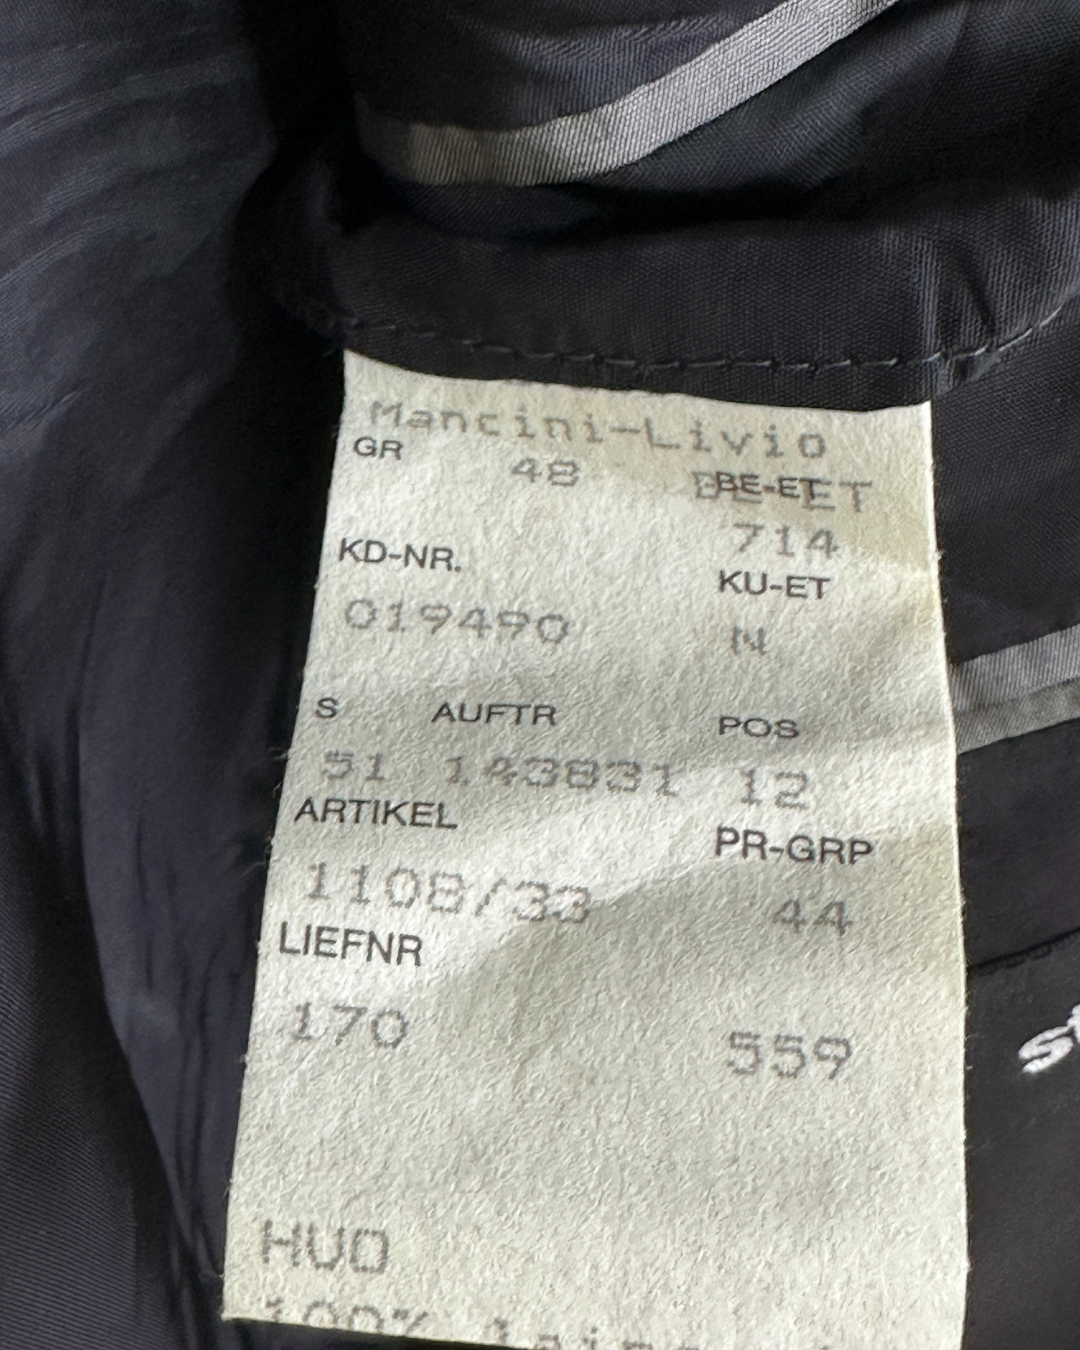 Mancini-Livio
GR 48 BE-ET
714
KD-NR. KU-ET
019490 N
S AUFTR POS
51 143831 12
ARTIKEL PR-GRP
1108/33 44
LIEFNR
170 559
HUO
100%